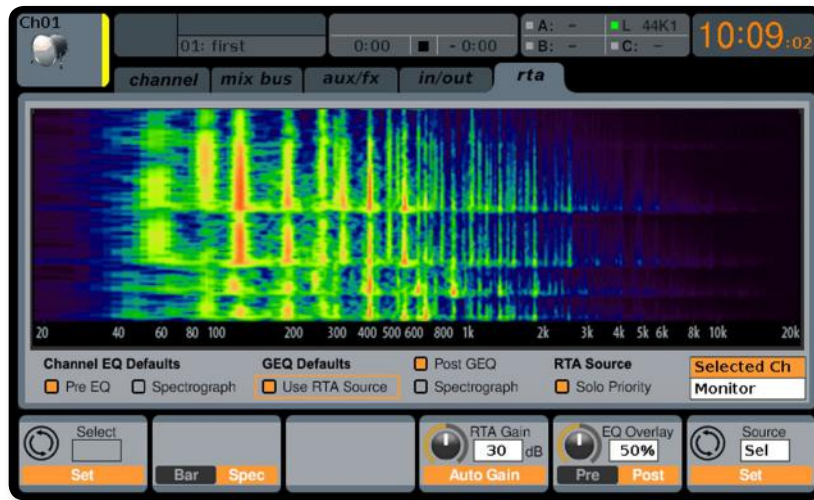 Ch01
A: - L 44K1
10:09:02
01: first 0:00 - 0:00 B: - C: -
channel mix bus aux/fx in/out rta
20 40 60 80 100 200 300 400 500 600 800 1k 2k 3k 4k 5k 6k 8k 10k 20k
Channel EQ Defaults GEQ Defaults Post GEQ RTA Source Selected Ch
Pre EQ Spectrograph Use RTA Source Spectrograph Solo Priority Monitor
Select RTA Gain EQ Overlay Source
30 dB 50% Sel
Set Bar Spec Auto Gain Pre Post Set